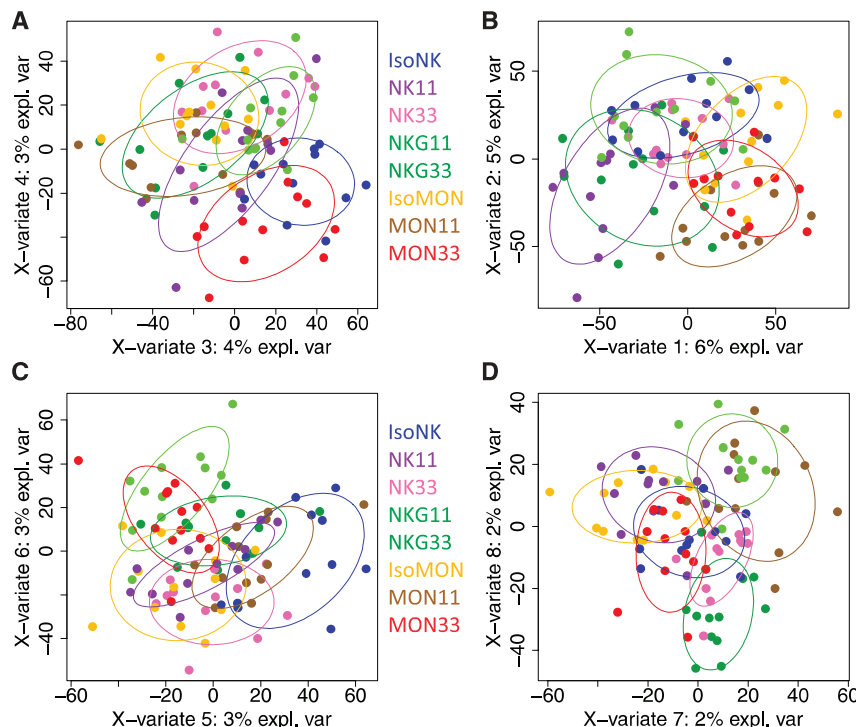 A
X–variate 4: 3% expl. var
40
20
0
−20
−60
−80
−40
0
20
40
60
X–variate 3: 4% expl. var
IsoNK
NK11
NK33
NKG11
NKG33
IsoMON
MON11
MON33
B
X–variate 2: 5% expl. var
50
0
−50
−50
0
50
X–variate 1: 6% expl. var
C
X–variate 6: 3% expl. var
60
40
20
0
−40
−60
−20
0
20
40
60
X–variate 5: 3% expl. var
IsoNK
NK11
NK33
NKG11
NKG33
IsoMON
MON11
MON33
D
X–variate 8: 2% expl. var
40
20
0
−20
−40
−60
−40
−20
0
20
40
60
X–variate 7: 2% expl. var